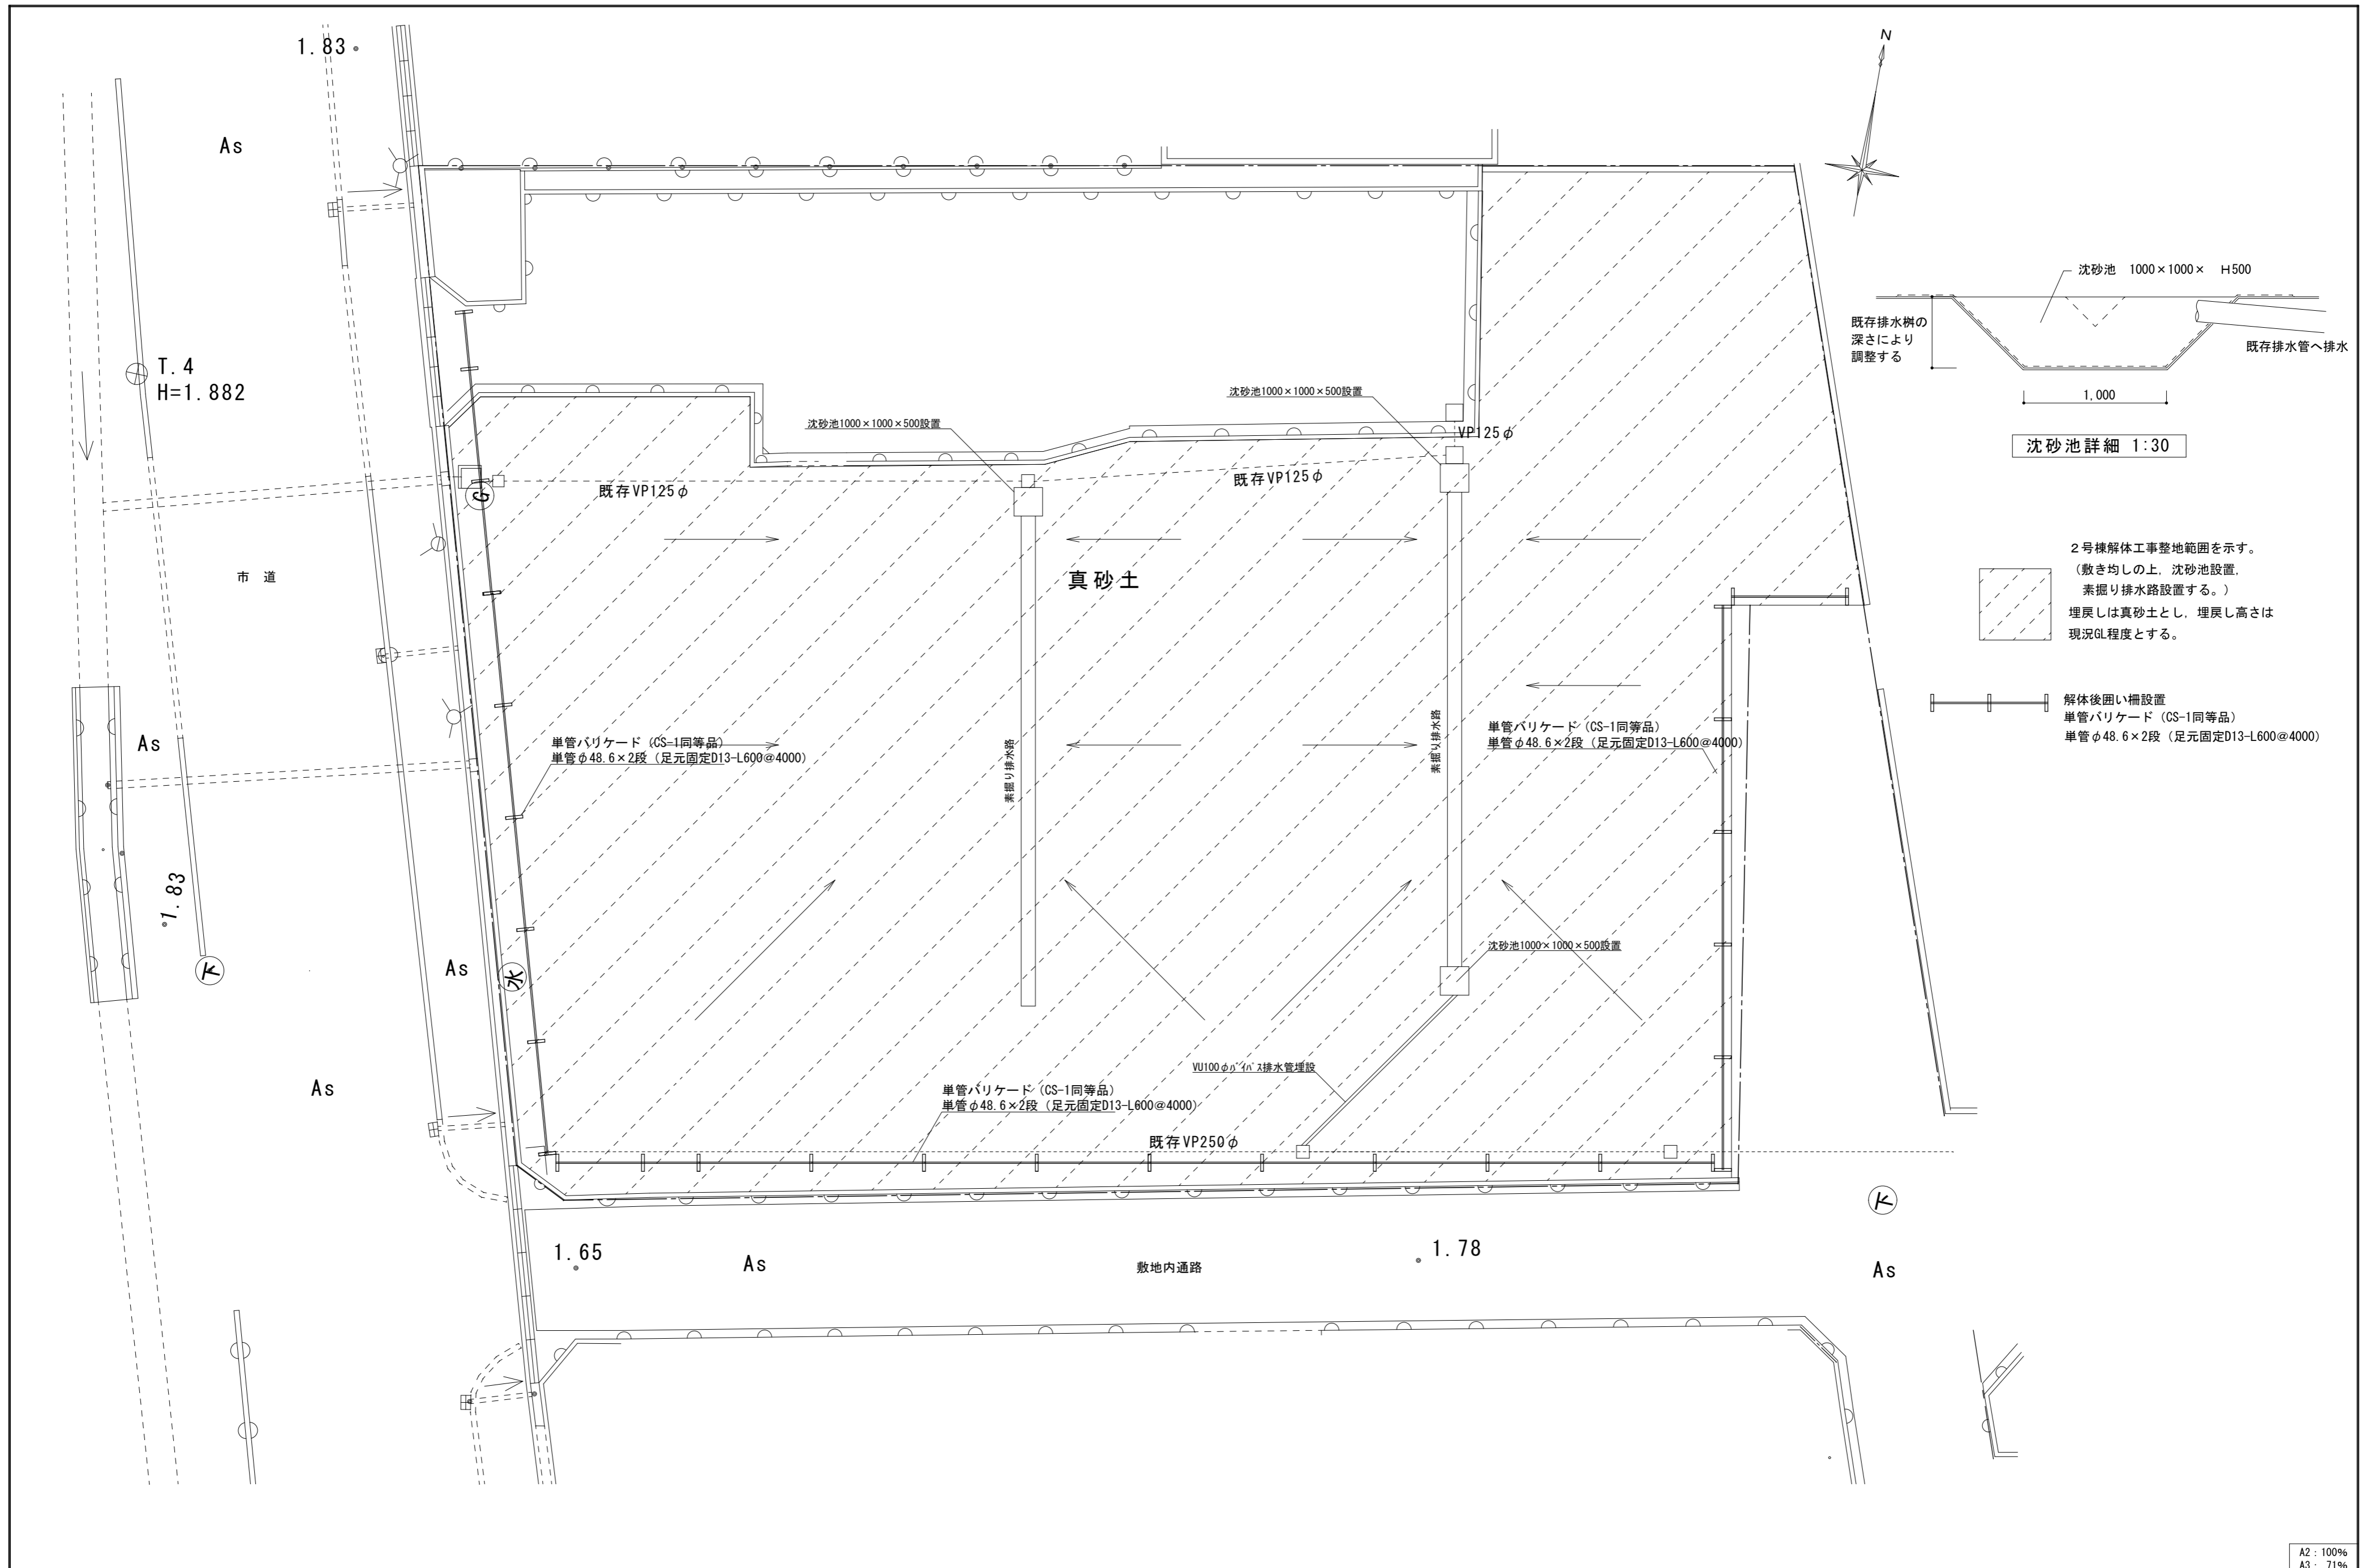 1.83
N
As
沈砂池 1000×1000× H500
既存排水桝の
深さにより
調整する
既存排水管へ排水
1,000
沈砂池詳細 1:30
T.4
H=1.882
沈砂池1000×1000×500設置
沈砂池1000×1000×500設置
VP125φ
既存VP125φ
既存VP125φ
G
市 道
真砂土
2号棟解体工事整地範囲を示す。
(敷き均しの上, 沈砂池設置,
素掘り排水路設置する。)
埋戻しは真砂土とし, 埋戻し高さは
現況GL程度とする。
解体後囲い柵設置
単管バリケード (CS-1同等品)
単管φ48.6×2段 (足元固定D13-L600@4000)
As
単管バリケード (CS-1同等品)
単管φ48.6×2段 (足元固定D13-L600@4000)
素掘り排水路
素掘り排水路
単管バリケード (CS-1同等品)
単管φ48.6×2段 (足元固定D13-L600@4000)
1.83
下
As
水
沈砂池1000×1000×500設置
As
VU100φバイパス排水管埋設
単管バリケード (CS-1同等品)
単管φ48.6×2段 (足元固定D13-L600@4000)
既存VP250φ
下
1.65
As
敷地内通路
1.78
As
A2 : 100%
A3 : 71%